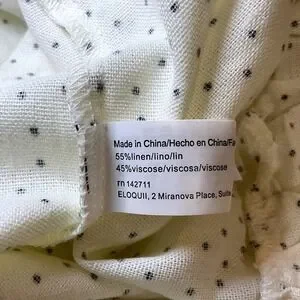 Made in China/Hecho en China/Fa
55%linen/lino/lin
45%viscose/viscosa/viscose
rn 142711
ELOQUII, 2 Miranova Place, Suite